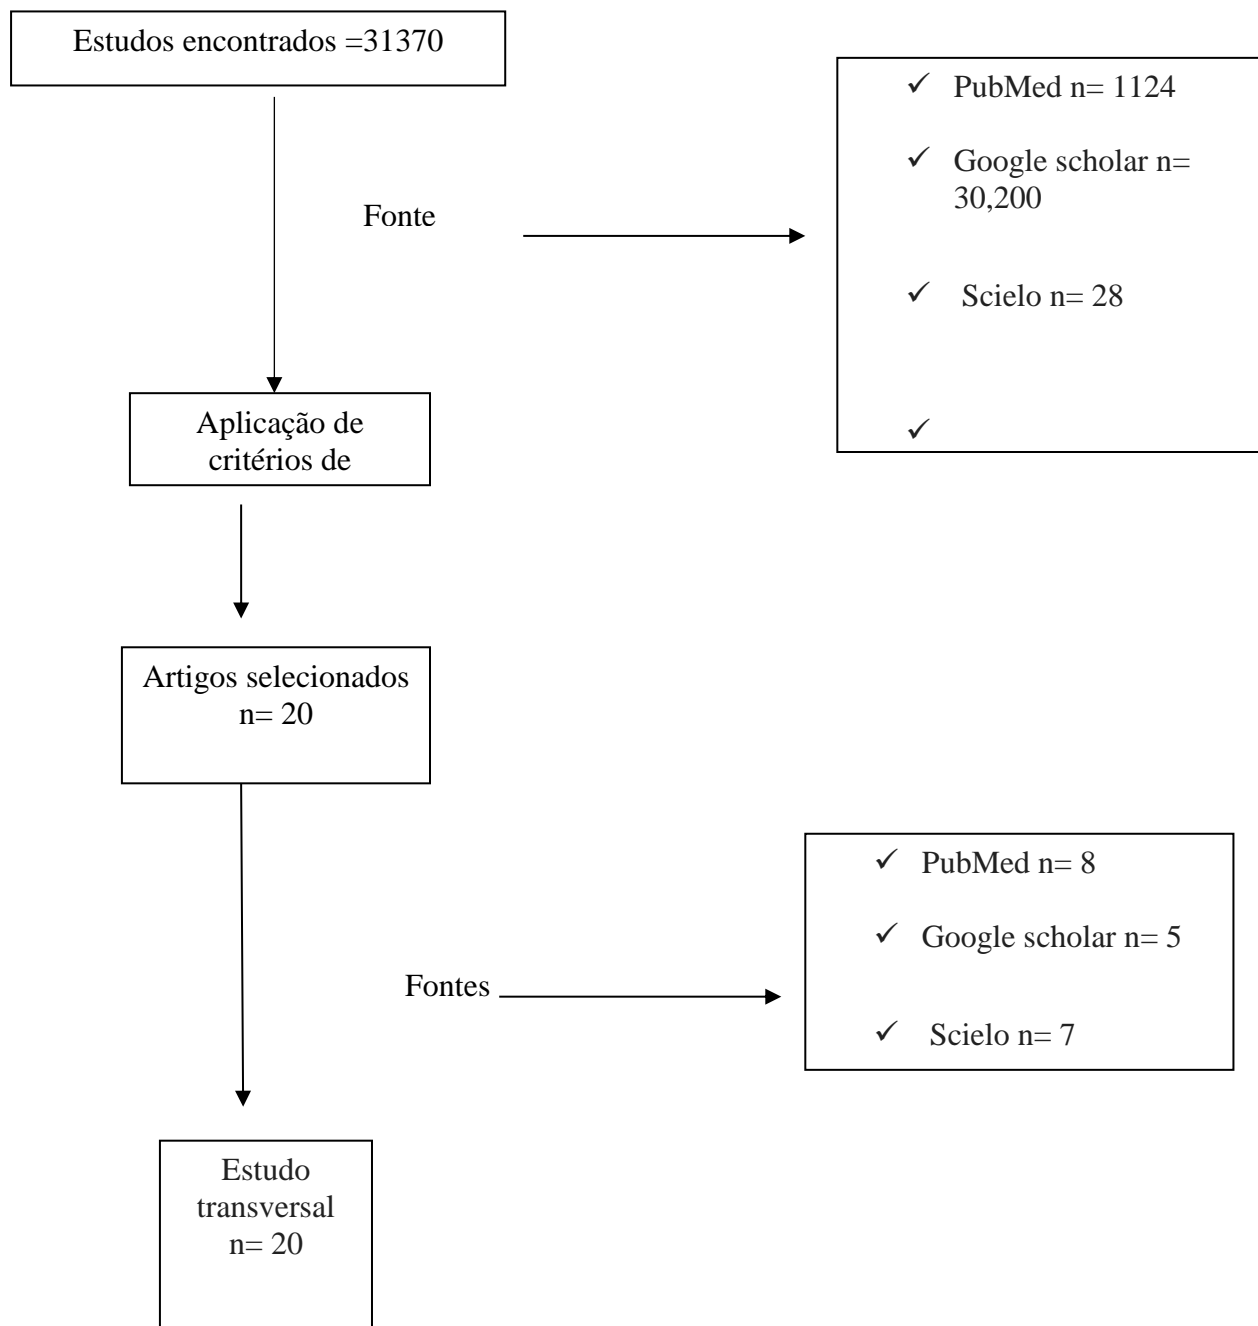 Estudos encontrados =31370
✓ PubMed n= 1124
✓ Google scholar n=
30,200
Fonte
✓ Scielo n= 28
✓
Aplicação de
critérios de
Artigos selecionados
n= 20
✓ PubMed n= 8
✓ Google scholar n= 5
Fontes
✓ Scielo n= 7
Estudo
transversal
n= 20